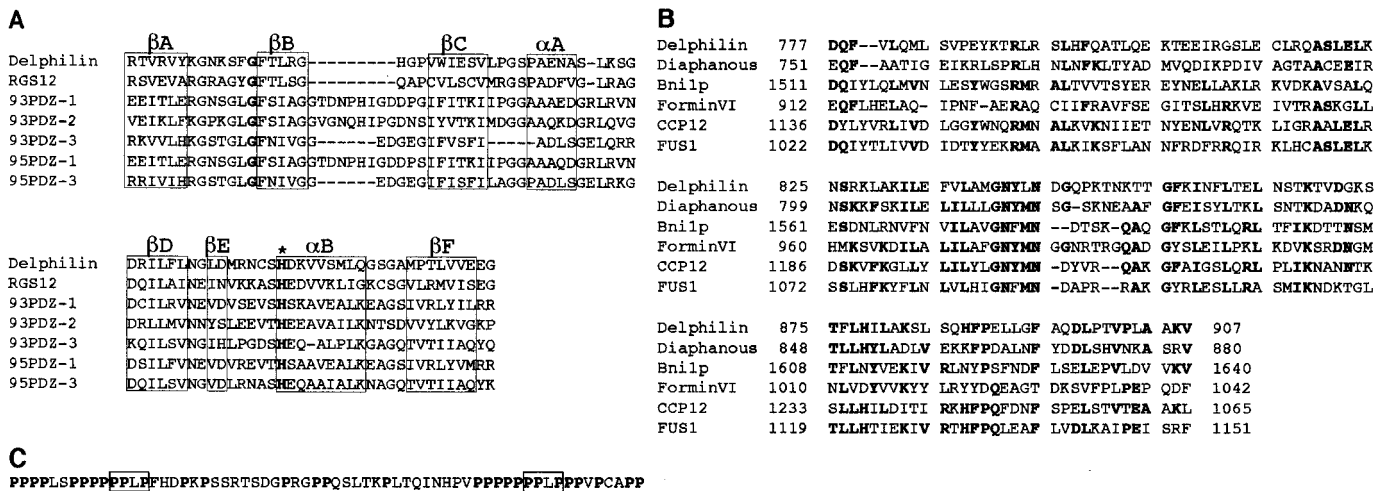 A
βA βB βC αA
Delphilin RTVRVYKGNKSFGFTLRG----------HGPVWIESVLPGSPAENAS-LKSG
RGS12 RSVEVARGRAGYGFTLSG----------QAPCVLSCVMRGSPADFVG-LRAG
93PDZ-1 EEITLERGNSGLGFSIAGGTDNPHIGDDPGIFITKIIPGGAAAEDGRLRVN
93PDZ-2 VEIKLFKGPKGLGFSIAGGVGNQHIPGDNSIYVTKIMDGGAAQKDGRLQVG
93PDZ-3 RKVVLHKGSTGLGFNIVGG-------EDGEGIFVSFI-----ADLSGELQRR
95PDZ-1 EEITLERGNSGLGFSIAGGTDNPHIGDDPSIFITKIIPGGAAAQDGRLRVN
95PDZ-3 RRIVIHRGSTGLGFNIVGG-------EDGEGIFISFILAGGPADLSGELRKG
βD βE * αB βF
Delphilin DRILFLNGLDMRNCSHDKVVSMLQGSGAMPTLVVEEG
RGS12 DQILAINEINVKKASHEDVVKLIGKCSGVLRMVISEG
93PDZ-1 DCILRVNEVDVSEVSHSKAVEALKEAGSIVRLYILRR
93PDZ-2 DRLLMVNNYSLEEVTHEEAVAILKNTSDVVYLKVGKP
93PDZ-3 KQILSVNGIHLPGDSHEQ-ALPLKGAGQTVTIIAQYQ
95PDZ-1 DSILFVNEVDVREVTHSAAVEALKEAGSIVRLYVMRR
95PDZ-3 DQILSVNGVDLRNASHEQAAIALKNAGQTVTIIAQYK
B
Delphilin 777 DQF--VLQML SVPEYKTRLR SLHFQATLQE KTEEIRGSLE CLRQASLELK
Diaphanous 751 EQF--AATIG EIKRLSPRLH NLNFKLTYAD MVQDIKPDIV AGTAACEEIR
Bni1p 1511 DQIYLQLMVN LESYWGSRMR ALTVVTSYER EYNELLAKLR KVDKAVSALQ
ForminVI 912 EQFLHELAQ- IPNF-AERAQ CIIFRAVFSE GITSLHRKVE IVTRASKGLL
CCP12 1136 DYLYVRLIVD LGGYWNQRMN ALKVKNIIET NYENLVRQTK LIGRAALELR
FUS1 1022 DQIYTLIVVD IDTYYEKRMA ALKIKSFLAN NFRDFRRQIR KLHCASLELK
Delphilin 825 NSRKLAKILE FVLAMGNYLN DGQPKTNKTT GFKINFLTEL NSTKTVDGKS
Diaphanous 799 NSKKFSKILE LILLLGNYMN SG-SKNEAAF GFEISYLTKL SNTKDADNKQ
Bni1p 1561 ESDNLRNVFN VILAVGNFMN --DTSK-QAQ GFKLSTLQRL TFIKDTTNSM
ForminVI 960 HMKSVKDILA LILAFGNYMN GGNRTRGQAD GYSLEILPKL KDVKSRDNGM
CCP12 1186 DSKVFKGLLY LILYLGNYMN -DYVR--QAK GFAIGSLQRL PLIKNANNTK
FUS1 1072 SSLHFKYFLN LVLHIGNFMN -DAPR--RAK GYRLESLLRA SMIKNDKTGL
Delphilin 875 TFLHILAKSLS QHFPELLGF AQDLPTVPLA AKV 907
Diaphanous 848 TLLHYLADLV EKKFPDALNF YDDLSHVNKA SRV 880
Bni1p 1608 TFLNYVEKIV RLNYPSFNDF LSELEPVLDV VKV 1640
ForminVI 1010 NLVDYVVKYY LRYYDQEAGT DKSVFPLPEP QDF 1042
CCP12 1233 SLLHILDITI RKHFPQFDNF SPELSTVTEA AKL 1065
FUS1 1119 TLLHTIEKIV RTHFPQLEAF LVDLKAIPEI SRF 1151
C
PPPPLSPPPPPPLPFHDPKPSSRTSDGPRGPPQSLTKPLTQINHPVPPPPPPPLPPPVPCAPP